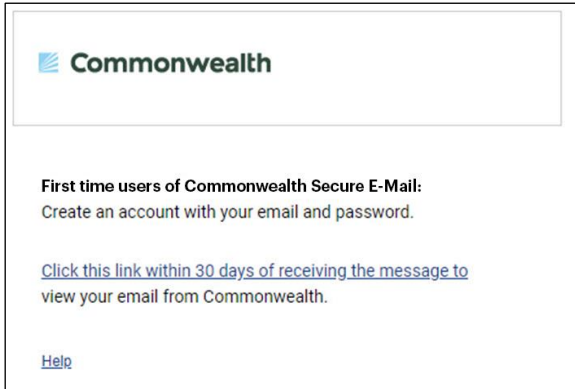 Commonwealth
First time users of Commonwealth Secure E-Mail:
Create an account with your email and password.
Click this link within 30 days of receiving the message to
view your email from Commonwealth.
Help